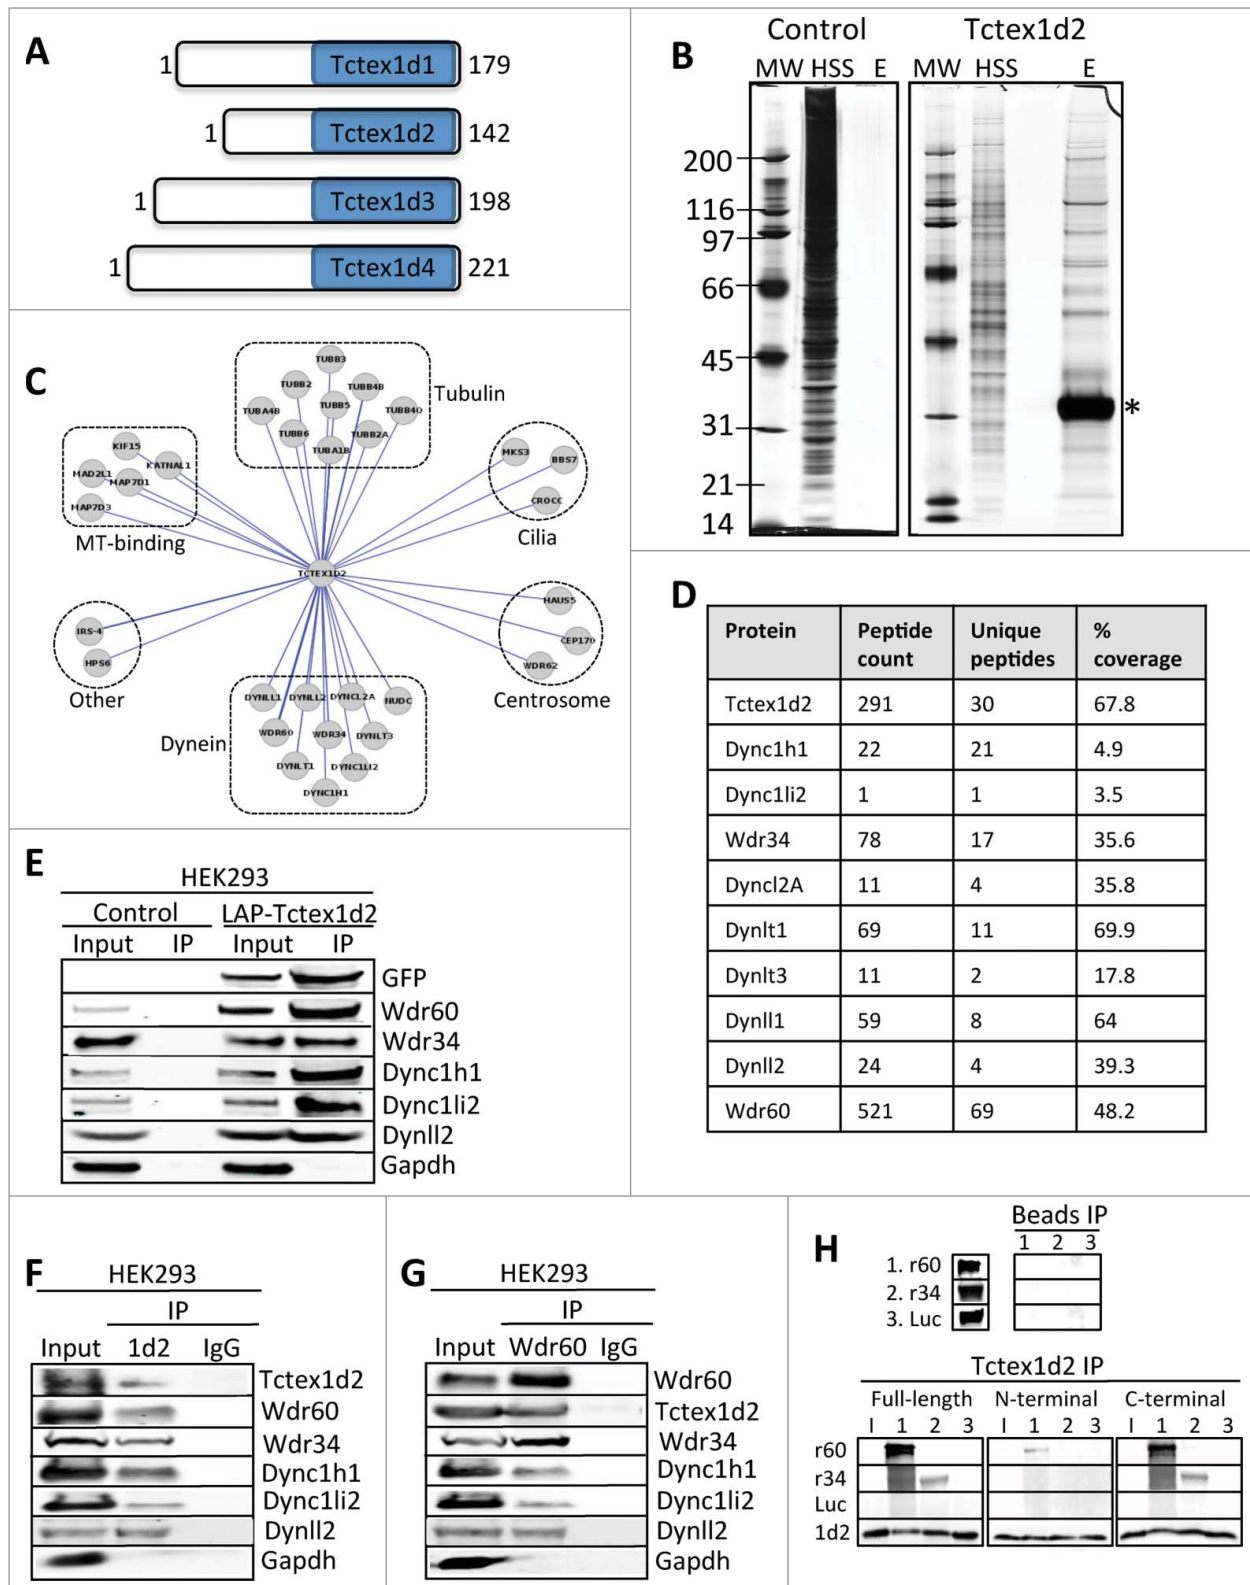 A
1 Tctex1d1 179
1 Tctex1d2 142
1 Tctex1d3 198
1 Tctex1d4 221
B
Control Tctex1d2
MW HSS E MW HSS E
200
116
97
66
45
31
21
14
*
C
TUBB3
TUBB2 TUBB4B
TUBA4B TUBB5 TUBB4Q
TUBB6 TUBB2A
TUBA1B
Tubulin
KIF15
MAD2L1 KATNAL1
MAP7D1
MAP7D3
MT-binding
MKS3 BBS7
CROCC
Cilia
TCTEX1D2
IRS-4
HPS6
Other
HAUS5
CEP170
WDR62
Centrosome
DYNLL1 DYNLL2 DYNCL2A NUDC
WDR60 WDR34 DYNLT3
DYNLT1 DYNC1LI2
DYNC1H1
Dynein
D
Protein Peptide count Unique peptides % coverage
Tctex1d2 291 30 67.8
Dync1h1 22 21 4.9
Dync1li2 1 1 3.5
Wdr34 78 17 35.6
Dyncl2A 11 4 35.8
Dynlt1 69 11 69.9
Dynlt3 11 2 17.8
Dynll1 59 8 64
Dynll2 24 4 39.3
Wdr60 521 69 48.2
E
HEK293
Control LAP-Tctex1d2
Input IP Input IP
GFP
Wdr60
Wdr34
Dync1h1
Dync1li2
Dynll2
Gapdh
F
HEK293
IP
Input 1d2 IgG
Tctex1d2
Wdr60
Wdr34
Dync1h1
Dync1li2
Dynll2
Gapdh
G
HEK293
IP
Input Wdr60 IgG
Wdr60
Tctex1d2
Wdr34
Dync1h1
Dync1li2
Dynll2
Gapdh
H
Beads IP
1 2 3
1. r60
2. r34
3. Luc
Tctex1d2 IP
Full-length N-terminal C-terminal
I 1 2 3 I 1 2 3 I 1 2 3
r60
r34
Luc
1d2